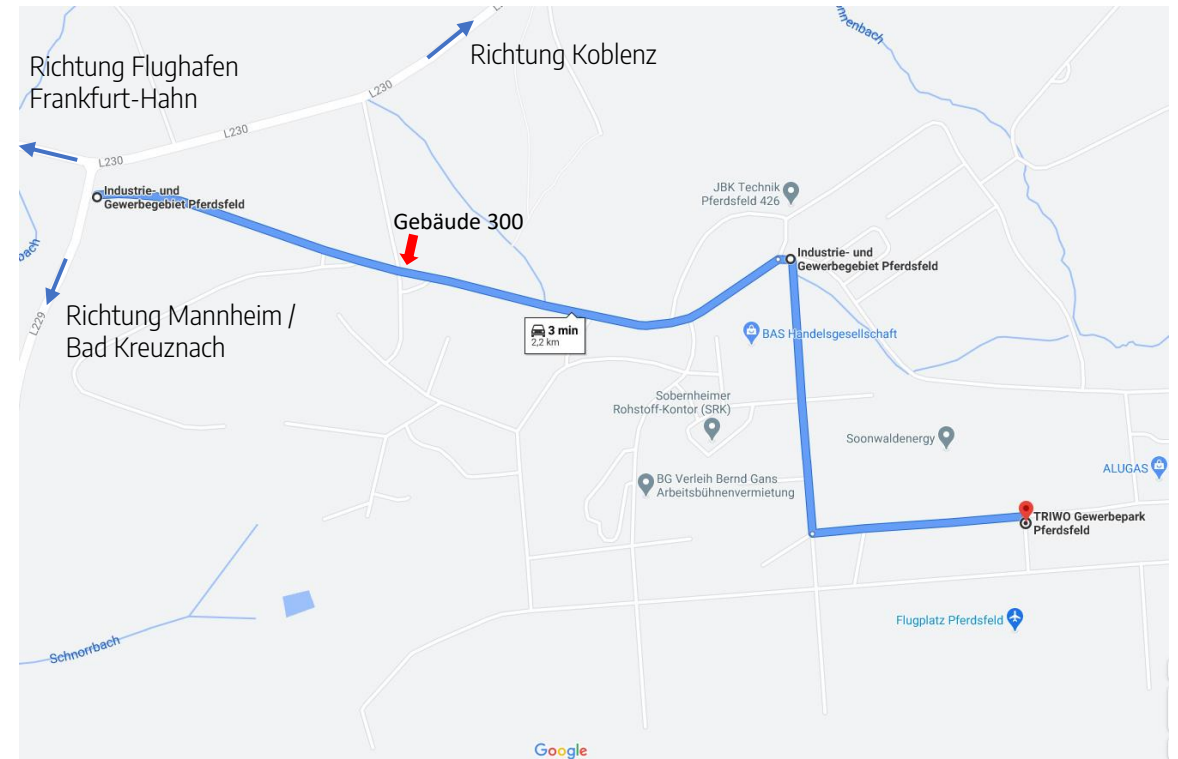 nnenbach
Richtung Koblenz
Richtung Flughafen
Frankfurt-Hahn
L230
L230
L230
Industrie- und
Gewerbegebiet Pferdsfeld
JBK Technik
Pferdsfeld 426
Gebäude 300
bach
Industrie- und
Gewerbegebiet Pferdsfeld
L229
Richtung Mannheim /
Bad Kreuznach
3 min
2,2 km
BAS Handelsgesellschaft
Sobernheimer
Rohstoff-Kontor (SRK)
Soonwaldenergy
ALUGAS
BG Verleih Bernd Gans
Arbeitsbühnenvermietung
TRIWO Gewerbepark
Pferdsfeld
Flugplatz Pferdsfeld
Schnorrbach
Google